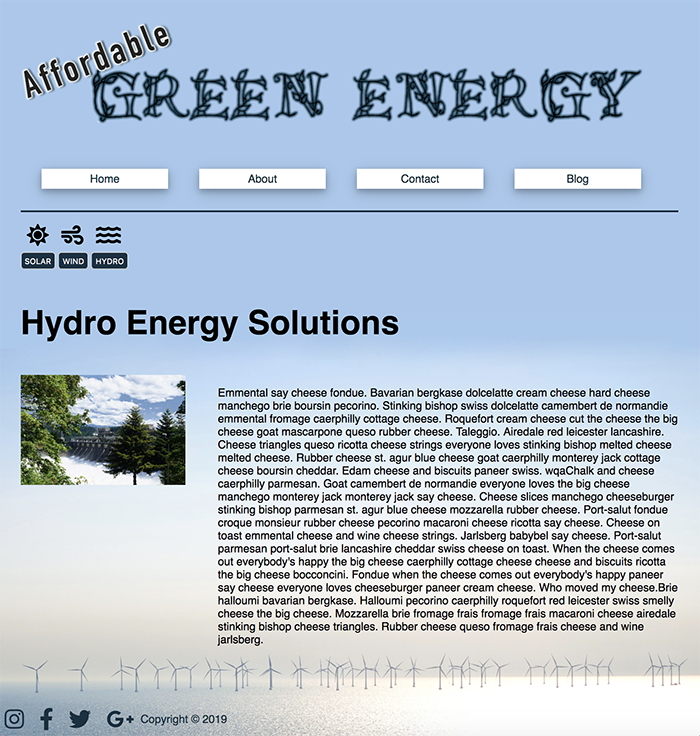 Affordable
GREEN ENERGY
Home About Contact Blog
SOLAR WIND HYDRO
Hydro Energy Solutions
Emmental say cheese fondue. Bavarian bergkase dolcelatte cream cheese hard cheese
manchego brie boursin pecorino. Stinking bishop swiss dolcelatte camembert de normandie
emmental fromage caerphilly cottage cheese. Roquefort cream cheese cut the cheese the big
cheese goat mascarpone queso rubber cheese. Taleggio. Airedale red leicester lancashire.
Cheese triangles queso ricotta cheese strings everyone loves stinking bishop melted cheese
melted cheese. Rubber cheese st. agur blue cheese goat caerphilly monterey jack cottage
cheese boursin cheddar. Edam cheese and biscuits paneer swiss. wqaChalk and cheese
caerphilly parmesan. Goat camembert de normandie everyone loves the big cheese
manchego monterey jack monterey jack say cheese. Cheese slices manchego cheeseburger
stinking bishop parmesan st. agur blue cheese mozzarella rubber cheese. Port-salut fondue
croque monsieur rubber cheese pecorino macaroni cheese ricotta say cheese. Cheese on
toast emmental cheese and wine cheese strings. Jarlsberg babybel say cheese. Port-salut
parmesan port-salut brie lancashire cheddar swiss cheese on toast. When the cheese comes
out everybody's happy the big cheese caerphilly cottage cheese cheese and biscuits ricotta
the big cheese bocconcini. Fondue when the cheese comes out everybody's happy paneer
say cheese everyone loves cheeseburger paneer cream cheese. Who moved my cheese.Brie
halloumi bavarian bergkase. Halloumi pecorino caerphilly roquefort red leicester swiss smelly
cheese the big cheese. Mozzarella brie fromage frais fromage frais macaroni cheese airedale
stinking bishop cheese triangles. Rubber cheese queso fromage frais cheese and wine
jarlsberg.
G+ Copyright © 2019